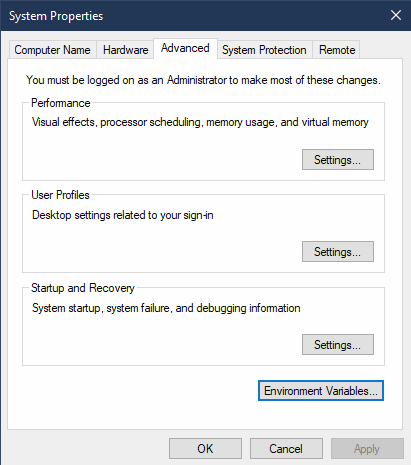 System Properties
Computer Name Hardware Advanced System Protection Remote
You must be logged on as an Administrator to make most of these changes.
Performance
Visual effects, processor scheduling, memory usage, and virtual memory
Settings...
User Profiles
Desktop settings related to your sign-in
Settings...
Startup and Recovery
System startup, system failure, and debugging information
Settings...
Environment Variables...
OK Cancel Apply